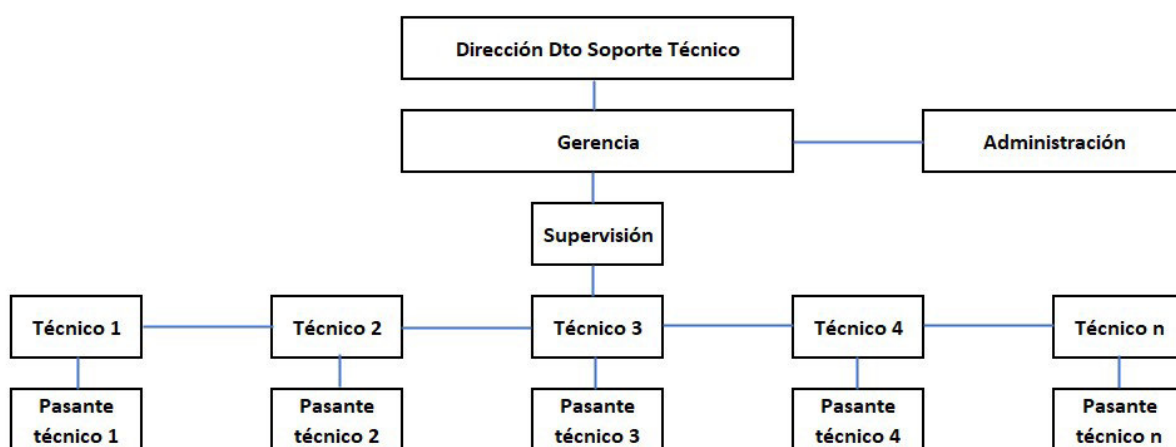 Dirección Dto Soporte Técnico
Gerencia
Administración
Supervisión
Técnico 1
Técnico 2
Técnico 3
Técnico 4
Técnico n
Pasante
técnico 1
Pasante
técnico 2
Pasante
técnico 3
Pasante
técnico 4
Pasante
técnico n